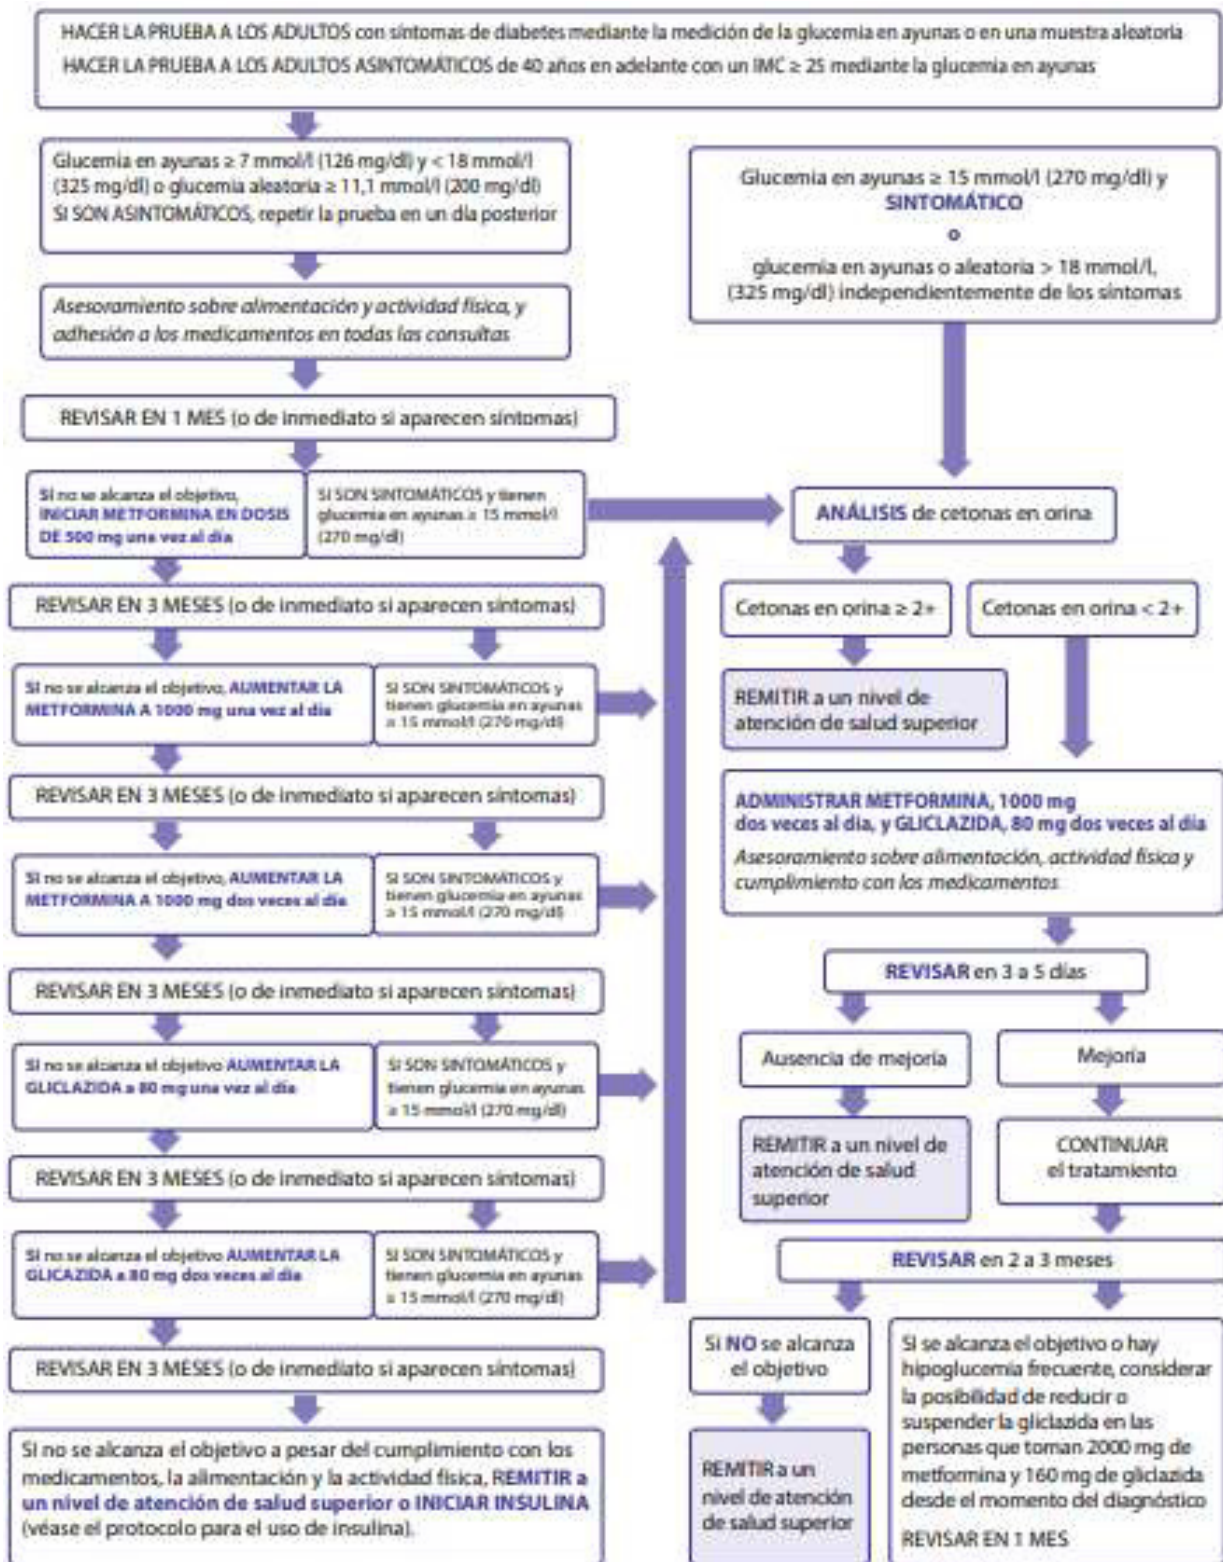 HACER LA PRUEBA A LOS ADULTOS con síntomas de diabetes mediante la medición de la glucemia en ayunas o en una muestra aleatoria
HACER LA PRUEBA A LOS ADULTOS ASINTOMÁTICOS de 40 años en adelante con un IMC ≥ 25 mediante la glucemia en ayunas
Glucemia en ayunas ≥ 7 mmol/l (126 mg/dl) y < 18 mmol/l
(325 mg/dl) o glucemia aleatoria ≥ 11,1 mmol/l (200 mg/dl)
SI SON ASINTOMÁTICOS, repetir la prueba en un día posterior
Asesoramiento sobre alimentación y actividad física, y
adhesión a los medicamentos en todas las consultas
REVISAR EN 1 MES (o de inmediato si aparecen síntomas)
Si no se alcanza el objetivo,
INICIAR METFORMINA EN DOSIS
DE 500 mg una vez al día
SI SON SINTOMÁTICOS y tienen
glucemia en ayunas ≥ 15 mmol/l
(270 mg/dl)
REVISAR EN 3 MESES (o de inmediato si aparecen síntomas)
Si no se alcanza el objetivo, AUMENTAR LA
METFORMINA A 1000 mg una vez al día
SI SON SINTOMÁTICOS y
tienen glucemia en ayunas
≥ 15 mmol/l (270 mg/dl)
REVISAR EN 3 MESES (o de inmediato si aparecen síntomas)
Si no se alcanza el objetivo, AUMENTAR LA
METFORMINA A 1000 mg dos veces al día
SI SON SINTOMÁTICOS y
tienen glucemia en ayunas
≥ 15 mmol/l (270 mg/dl)
REVISAR EN 3 MESES (o de inmediato si aparecen síntomas)
Si no se alcanza el objetivo AUMENTAR LA
GLICLAZIDA a 80 mg una vez al día
SI SON SINTOMÁTICOS y
tienen glucemia en ayunas
≥ 15 mmol/l (270 mg/dl)
REVISAR EN 3 MESES (o de inmediato si aparecen síntomas)
Si no se alcanza el objetivo AUMENTAR LA
GLICAZIDA a 80 mg dos veces al día
SI SON SINTOMÁTICOS y
tienen glucemia en ayunas
≥ 15 mmol/l (270 mg/dl)
REVISAR EN 3 MESES (o de inmediato si aparecen síntomas)
Si no se alcanza el objetivo a pesar del cumplimiento con los
medicamentos, la alimentación y la actividad física, REMITIR a
un nivel de atención de salud superior o INICIAR INSULINA
(véase el protocolo para el uso de insulina).
Glucemia en ayunas ≥ 15 mmol/l (270 mg/dl) y
SINTOMÁTICO
o
glucemia en ayunas o aleatoria > 18 mmol/l,
(325 mg/dl) independientemente de los síntomas
ANÁLISIS de cetonas en orina
Cetonas en orina ≥ 2+
Cetonas en orina < 2+
REMITIR a un nivel de
atención de salud superior
ADMINISTRAR METFORMINA, 1000 mg
dos veces al día, y GLICLAZIDA, 80 mg dos veces al día
Asesoramiento sobre alimentación, actividad física y
cumplimiento con los medicamentos
REVISAR en 3 a 5 días
Ausencia de mejoría
Mejoría
REMITIR a un nivel de
atención de salud
superior
CONTINUAR
el tratamiento
REVISAR en 2 a 3 meses
Si NO se alcanza
el objetivo
REMITIR a un
nivel de atención
de salud superior
Si se alcanza el objetivo o hay
hipoglucemia frecuente, considerar
la posibilidad de reducir o
suspender la gliclazida en las
personas que toman 2000 mg de
metformina y 160 mg de gliclazida
desde el momento del diagnóstico
REVISAR EN 1 MES